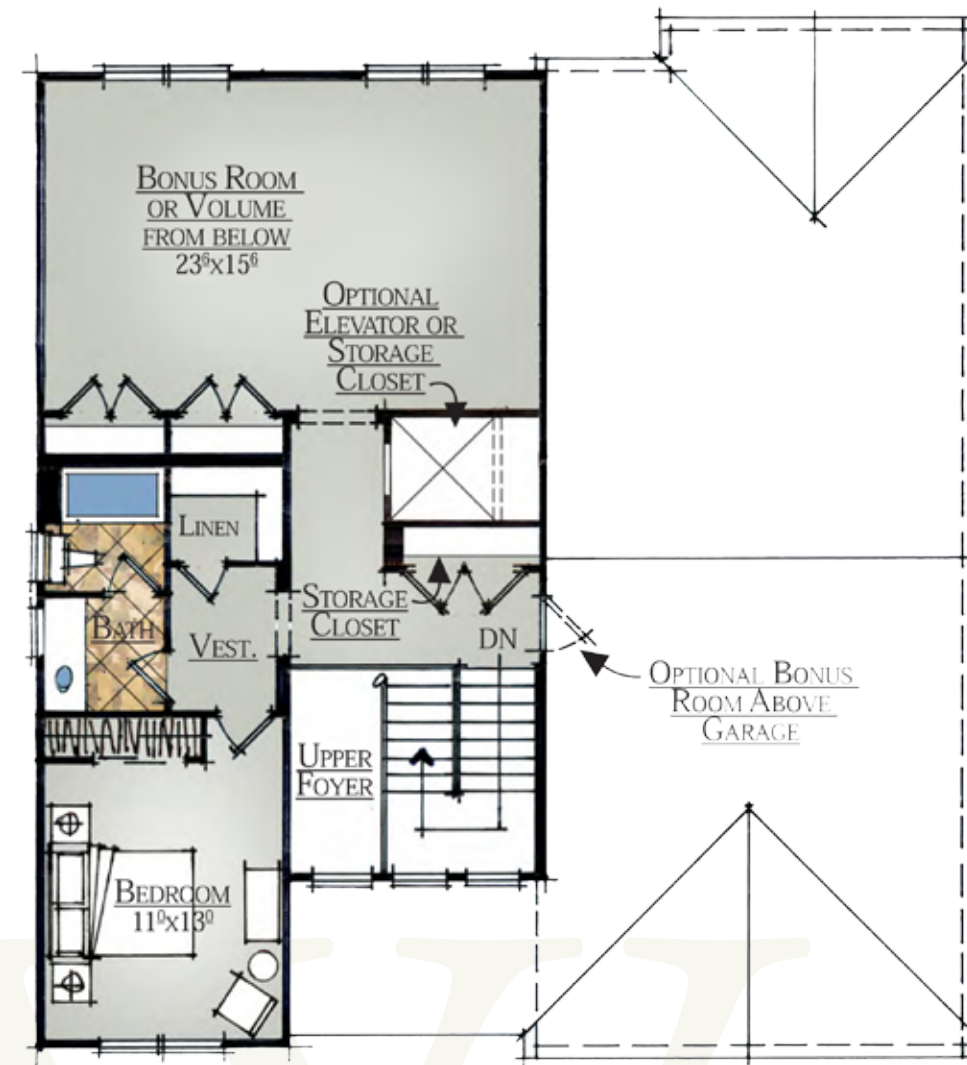 BONUS ROOM
OR VOLUME
FROM BELOW
23⁶x15⁶
OPTIONAL
ELEVATOR OR
STORAGE
CLOSET
LINEN
STORAGE
CLOSET
BATH
VEST.
DN
OPTIONAL BONUS
ROOM ABOVE
GARAGE
UPPER
FOYER
BEDROOM
11⁰x13⁰